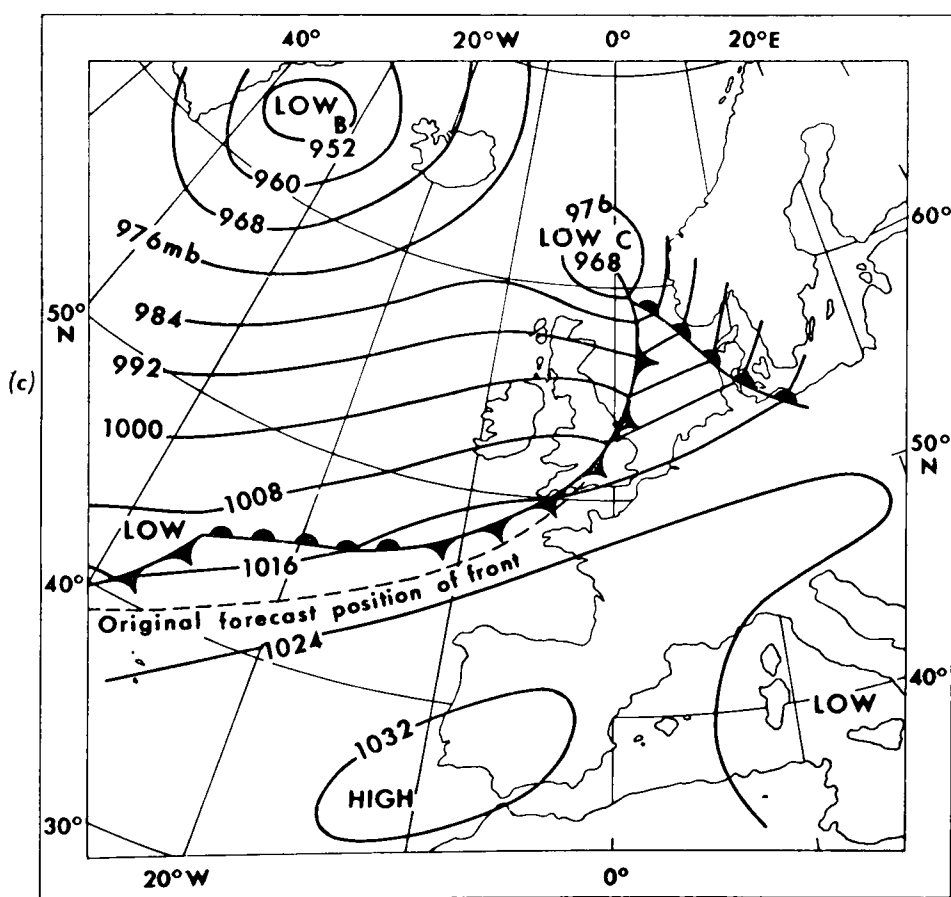 40° 20°W 0° 20°E
LOW B
952
960
968
976mb
976
LOW C
968
60°
50°
N
984
992
(c)
1000
50°
N
1008
LOW
1016
40°
Original forecast position of front
1024
40°
LOW
1032
HIGH
30°
20°W 0°